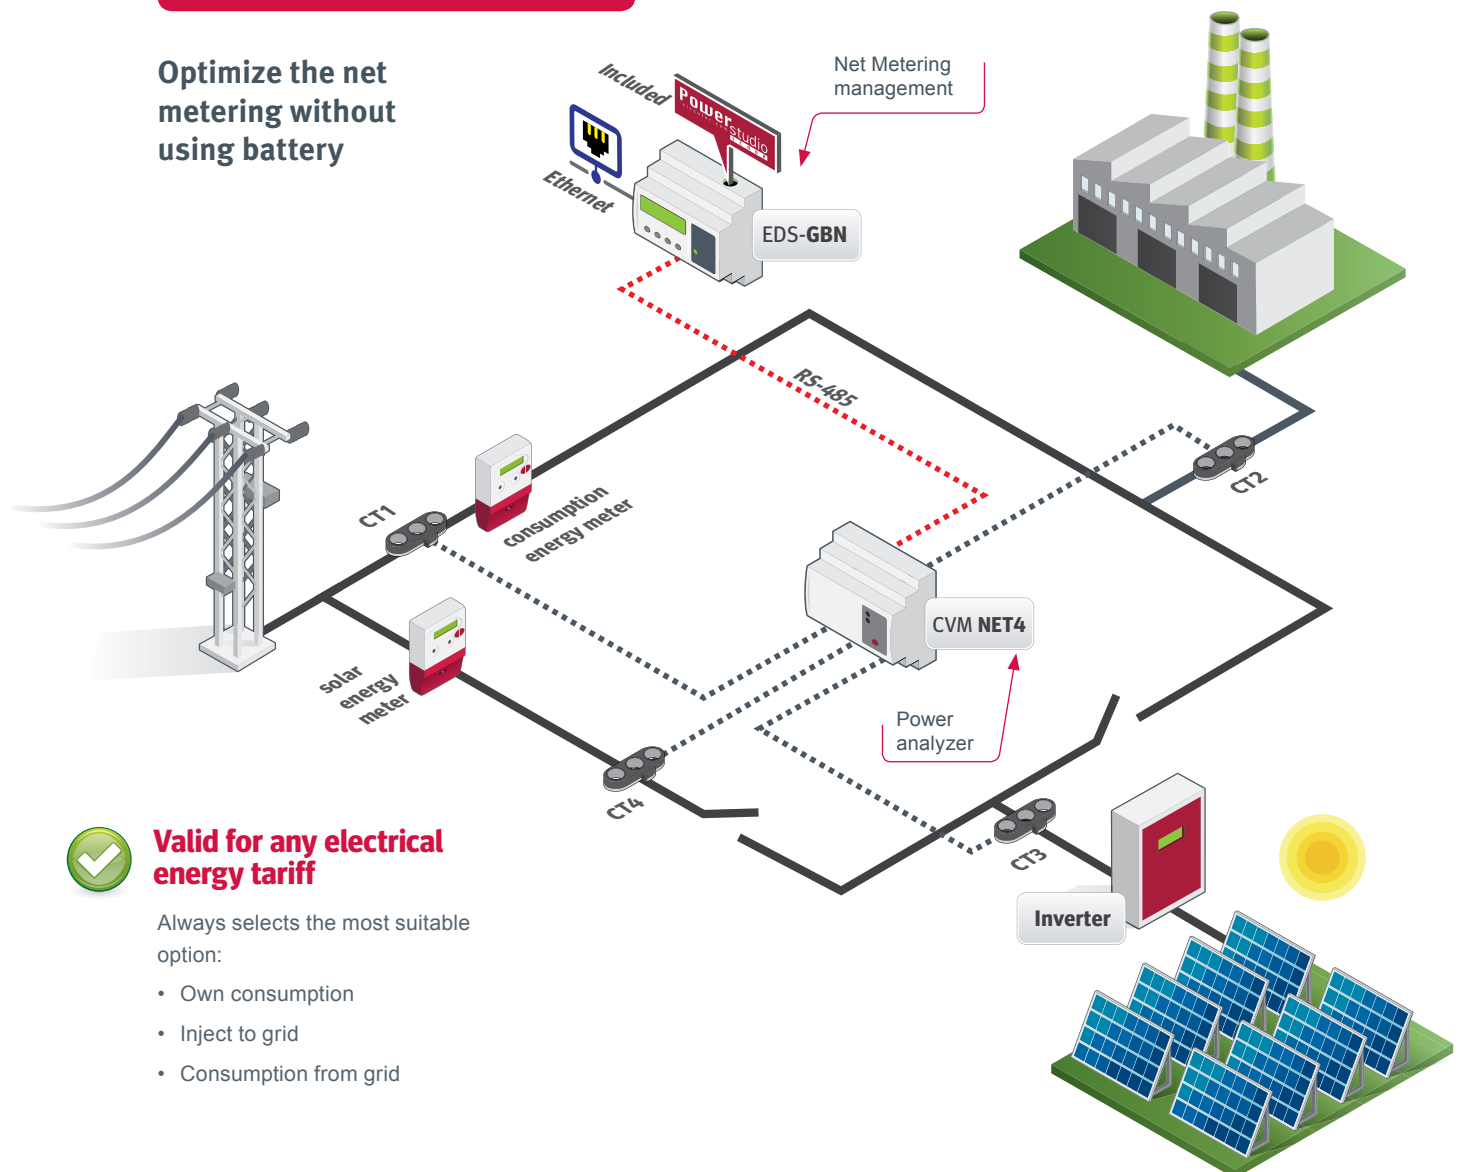 Optimize the net
metering without
using battery
Included
Power
studio
Net Metering
management
Ethernet
EDS-GBN
RS-485
CT1
consumption
energy meter
CT2
CVM NET4
solar
energy
meter
Power
analyzer
CT4
CT3
Inverter
Valid for any electrical
energy tariff
Always selects the most suitable
option:
• Own consumption
• Inject to grid
• Consumption from grid